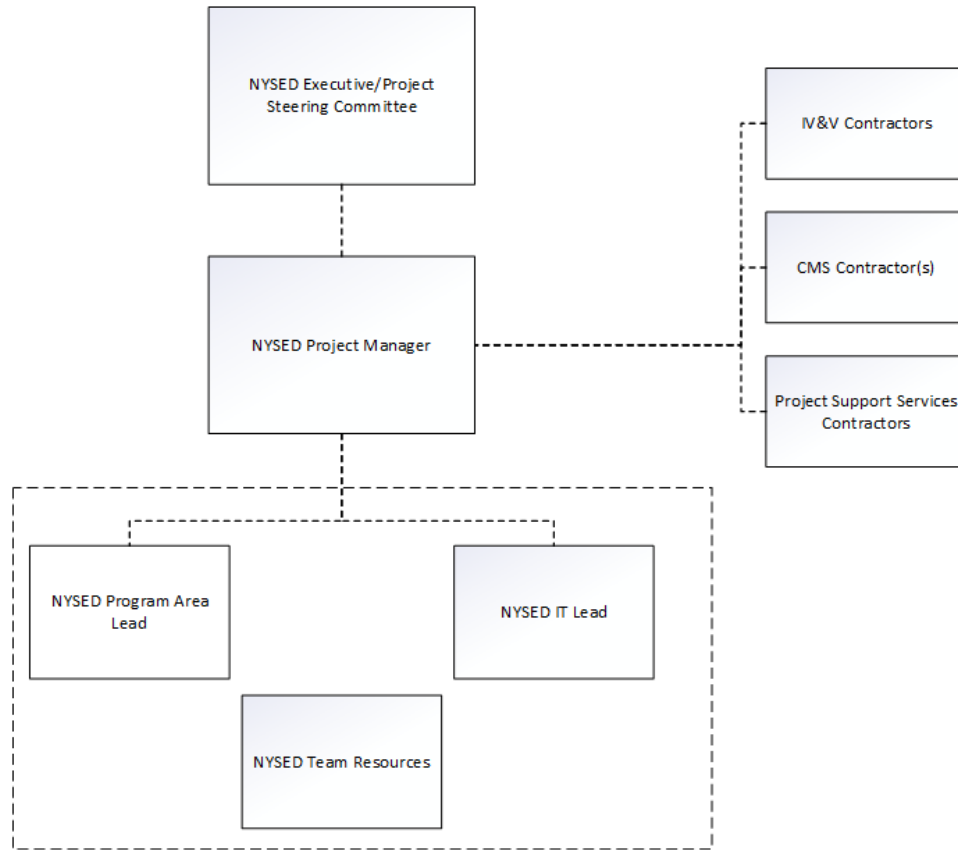 NYSED Executive/Project
Steering Committee
IV&V Contractors
CMS Contractor(s)
NYSED Project Manager
Project Support Services
Contractors
NYSED Program Area
Lead
NYSED IT Lead
NYSED Team Resources